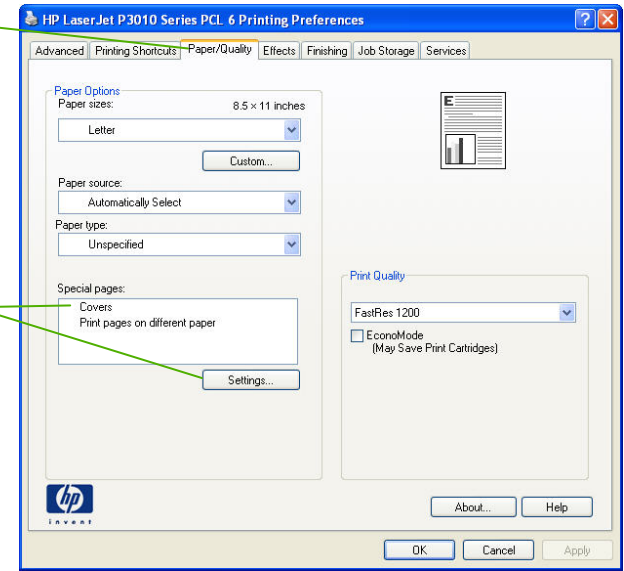 HP LaserJet P3010 Series PCL 6 Printing Preferences
Advanced Printing Shortcuts Paper/Quality Effects Finishing Job Storage Services
Paper Options
Paper sizes: 8.5 × 11 inches
Letter
Custom...
Paper source:
Automatically Select
Paper type:
Unspecified
Special pages:
Covers
Print pages on different paper
Settings...
E
Print Quality
FastRes 1200
EconoMode
(May Save Print Cartridges)
hp
invent
About... Help
OK Cancel Apply